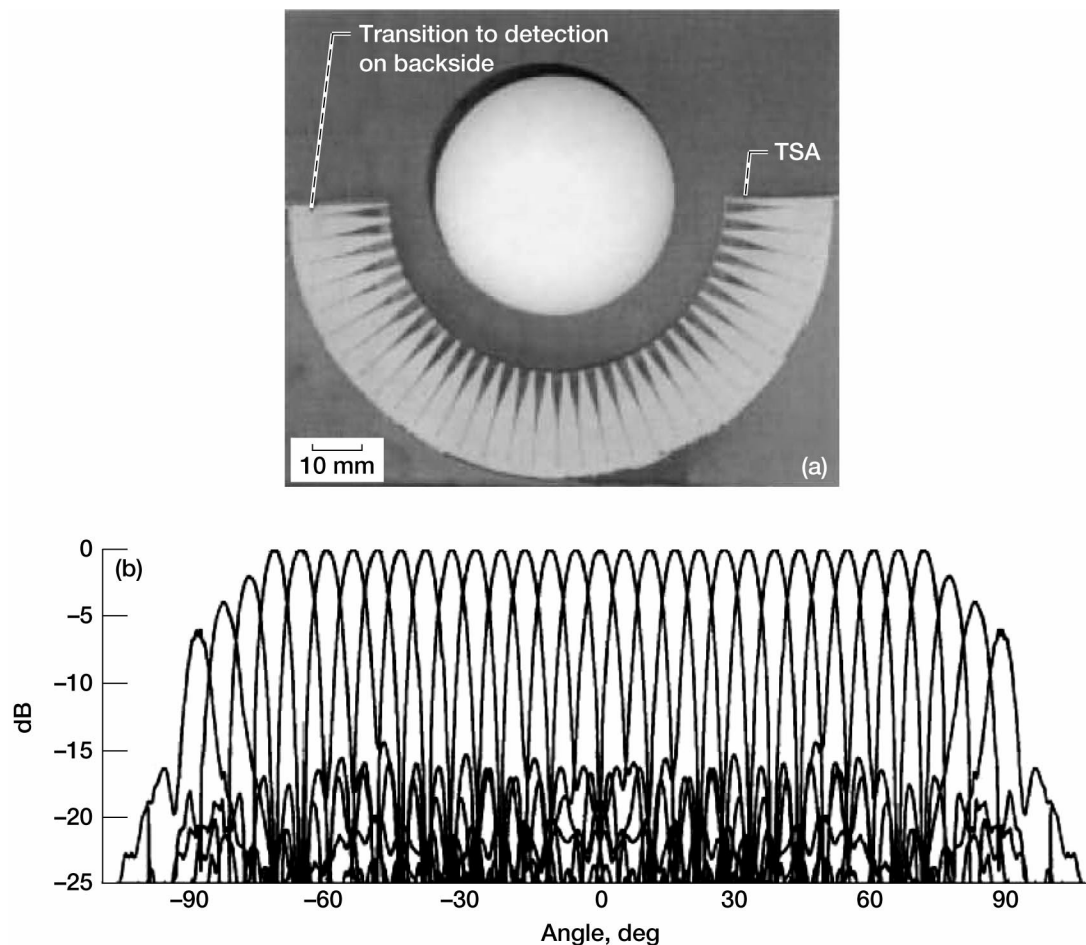 Transition to detection
on backside
TSA
10 mm
(a)
(b)
0
–5
–10
–15
–20
–25
dB
–90
–60
–30
0
30
60
90
Angle, deg